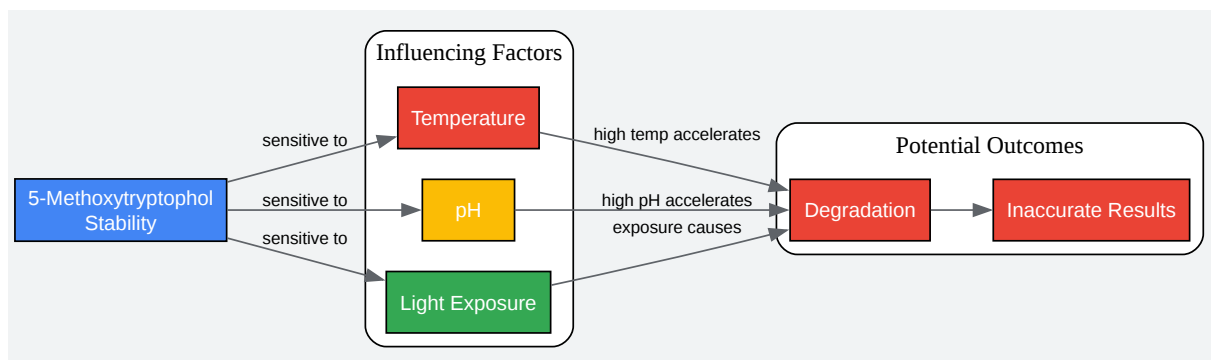 Influencing Factors
Temperature
sensitive to
high temp accelerates
Potential Outcomes
5-Methoxytryptophol
Stability
sensitive to
pH
high pH accelerates
Degradation
Inaccurate Results
sensitive to
exposure causes
Light Exposure